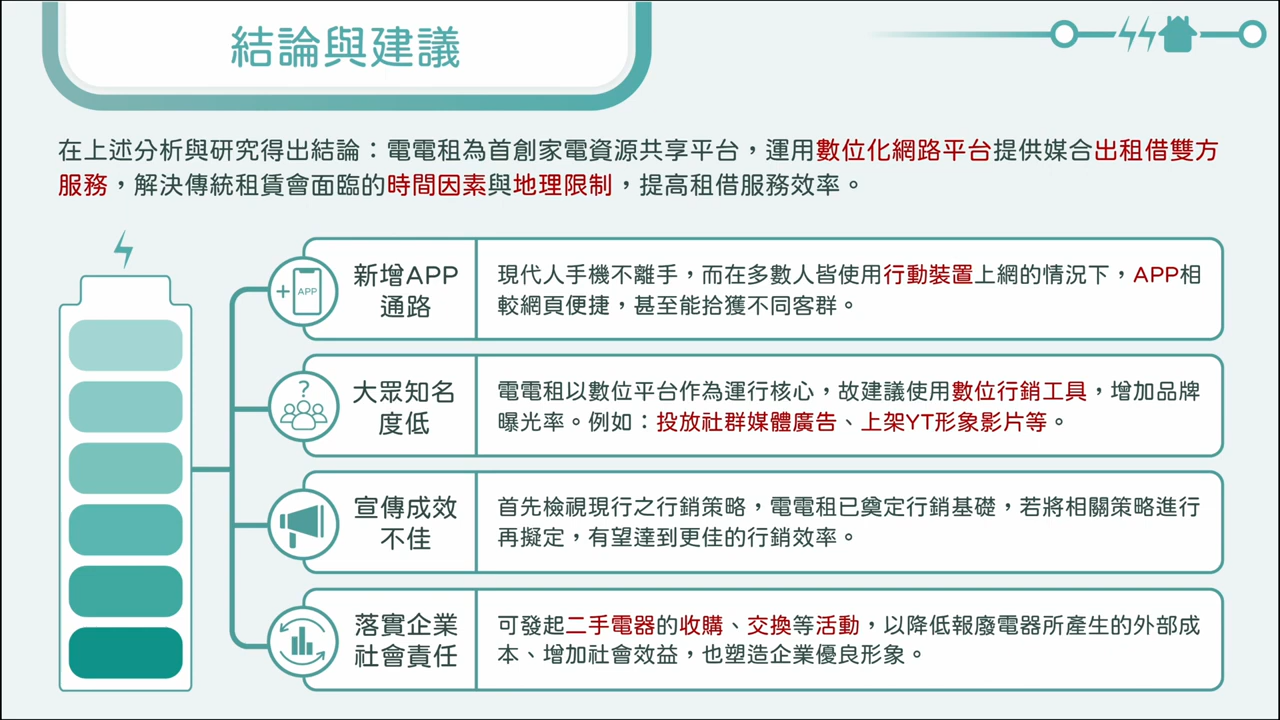 結論與建議
在上述分析與研究得出結論：電電租為首創家電資源共享平台，運用數位化網路平台提供媒合出租借雙方
服務，解決傳統租賃會面臨的時間因素與地理限制，提高租借服務效率。
+APP
新增APP
通路
現代人手機不離手，而在多數人皆使用行動裝置上網的情況下，APP相
較網頁便捷，甚至能拾獲不同客群。
?
大眾知名
度低
電電租以數位平台作為運行核心，故建議使用數位行銷工具，增加品牌
曝光率。例如：投放社群媒體廣告、上架YT形象影片等。
宣傳成效
不佳
首先檢視現行之行銷策略，電電租已奠定行銷基礎，若將相關策略進行
再擬定，有望達到更佳的行銷效率。
落實企業
社會責任
可發起二手電器的收購、交換等活動，以降低報廢電器所產生的外部成
本、增加社會效益，也塑造企業優良形象。